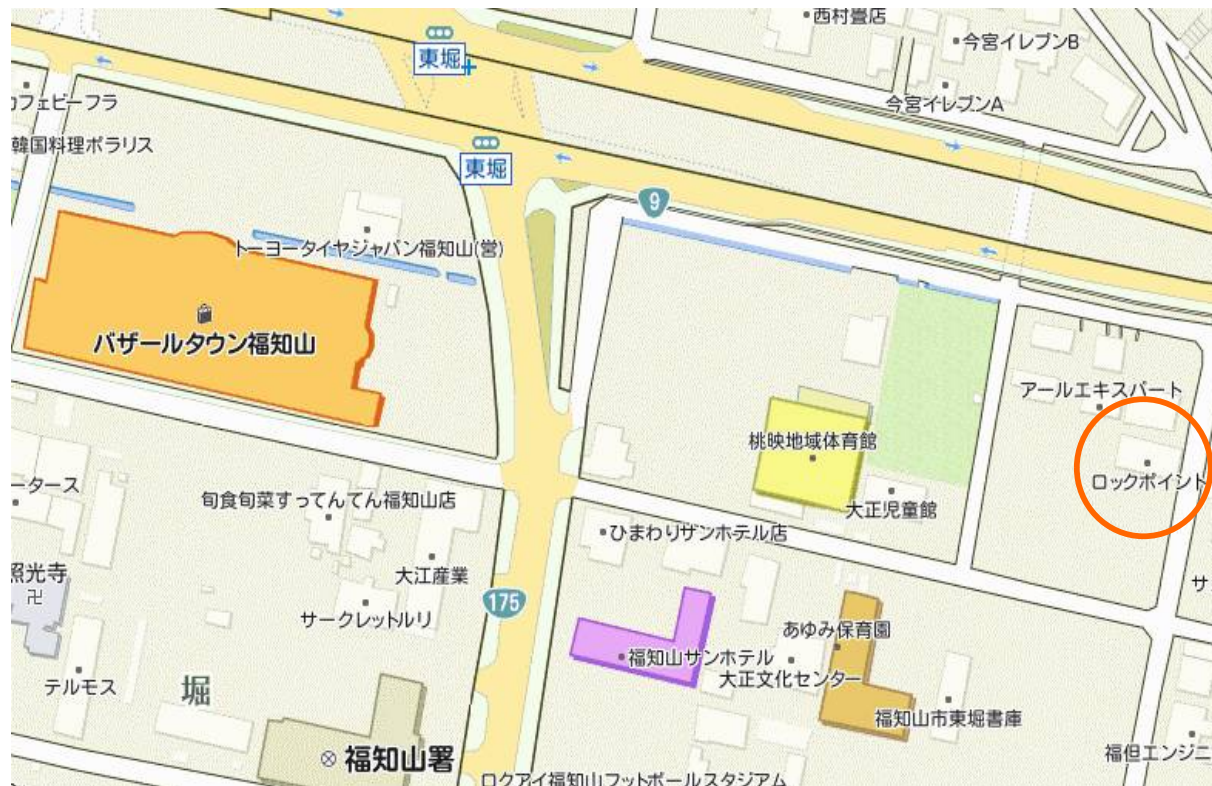 西村畳店
今宮イレブンB
東堀
カフェビーフラ
今宮イレブンA
韓国料理ポラリス
東堀
9
トーヨータイヤジャパン福知山(営)
バザールタウン福知山
アールエキスパート
桃映地域体育館
ロックポイント
ータース
旬食旬菜すってんてん福知山店
大正児童館
ひまわりサンホテル店
照光寺
大江産業
卍
サ
175
サークレットルリ
あゆみ保育園
福知山サンホテル
大正文化センター
テルモス
堀
福知山市東堀書庫
福知山署
福但エンジニ
ロクアイ福知山フットボールスタジアム